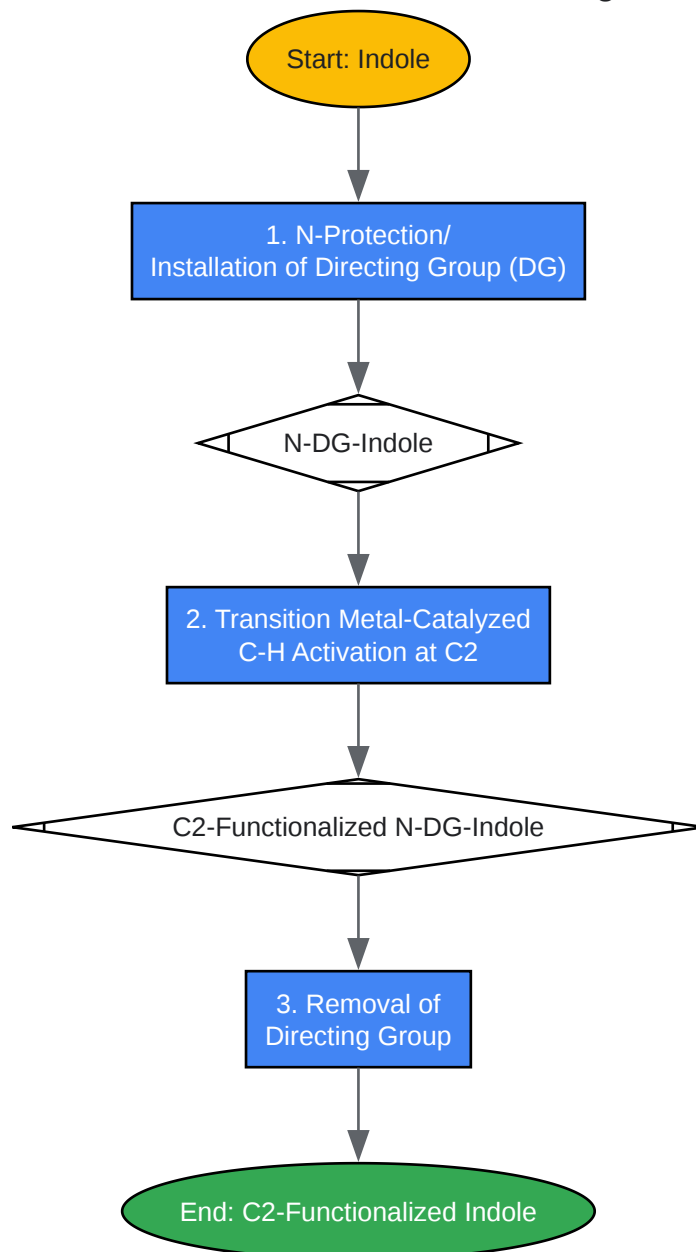 Start: Indole
1. N-Protection/
Installation of Directing Group (DG)
N-DG-Indole
2. Transition Metal-Catalyzed
C-H Activation at C2
C2-Functionalized N-DG-Indole
3. Removal of
Directing Group
End: C2-Functionalized Indole